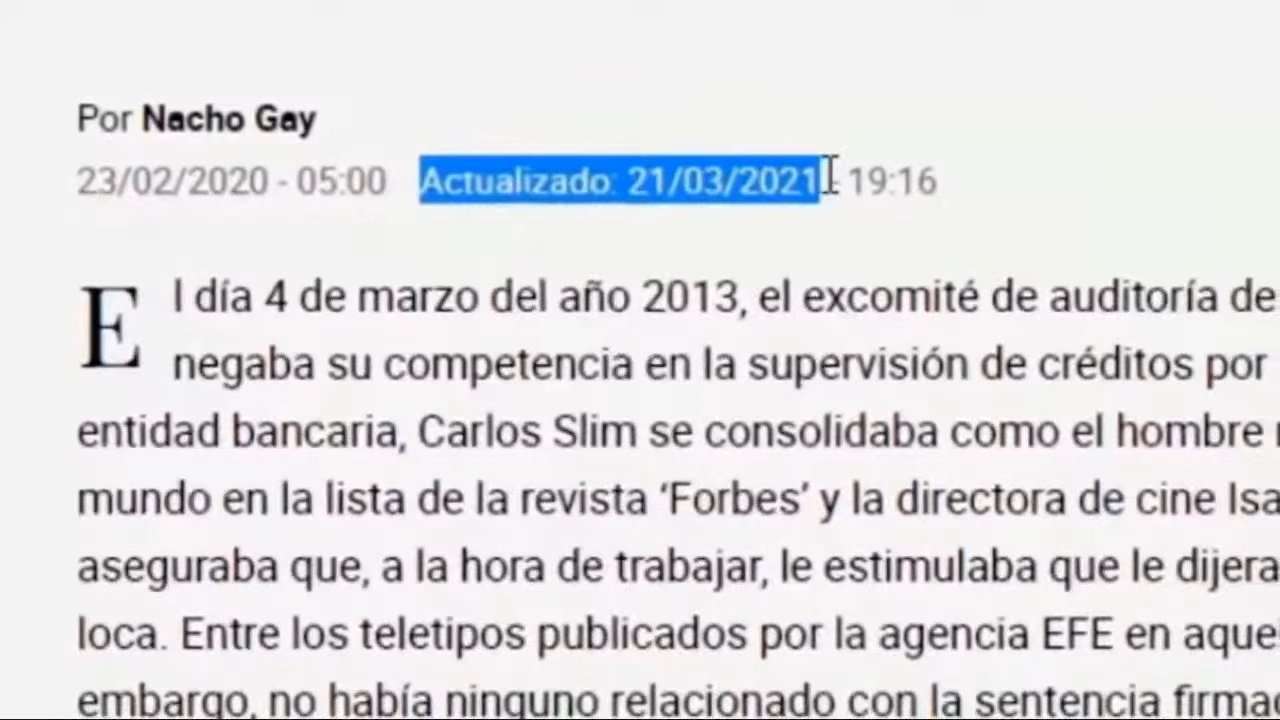 Por Nacho Gay
23/02/2020 - 05:00 Actualizado: 21/03/2021 - 19:16
El día 4 de marzo del año 2013, el excomité de auditoría de
negaba su competencia en la supervisión de créditos por
entidad bancaria, Carlos Slim se consolidaba como el hombre
mundo en la lista de la revista ‘Forbes’ y la directora de cine Isa
aseguraba que, a la hora de trabajar, le estimulaba que le dijera
loca. Entre los teletipos publicados por la agencia EFE en aque
embargo, no había ninguno relacionado con la sentencia firma